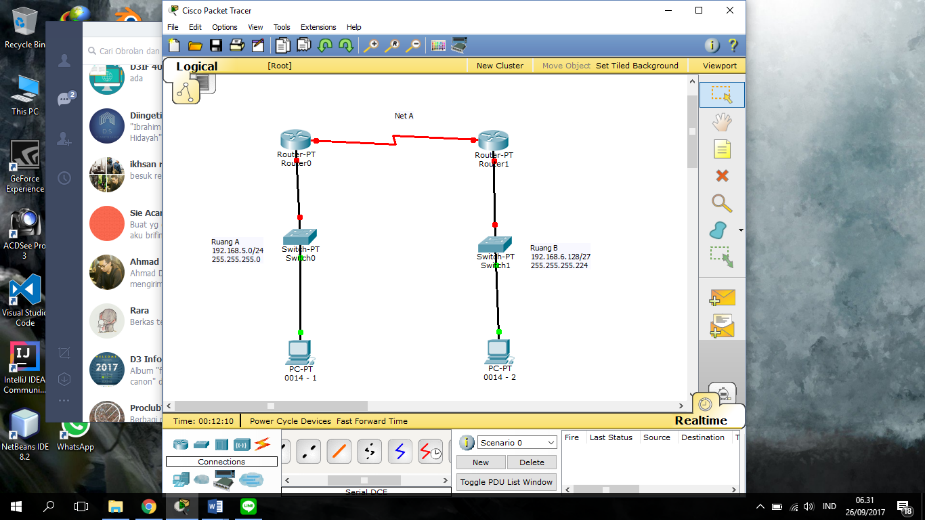 Recycle Bin
This PC
GeForce
Experience
ACDSee Pro
3
Visual Studio
Code
IntelliJ IDEA
Communi...
NetBeans IDE
8.2
WhatsApp
2
Cari Obrolan dan
ada
Diingeti
"Ibrahim
Hidayah"
ikhsan r
besuk re
Sie Acar
Buat yg
aku brifin
Ahmad
Ahmad D
mengirim
Rara
Berkas te
D3 Info
Album "f
canon" c
2017
Proclub
Cisco Packet Tracer
File Edit Options View Tools Extensions Help
Logical
[Root]
New Cluster
Move Object
Set Tiled Background
Viewport
Net A
Router-PT
Router0
Router-PT
Router1
Ruang A
192.168.5.0/24
255.255.255.0
Switch-PT
Switch0
Switch-PT
Switch1
Ruang B
192.168.6.128/27
255.255.255.224
PC-PT
0014 - 1
PC-PT
0014 - 2
Time: 00:12:10
Power Cycle Devices Fast Forward Time
Realtime
Connections
Serial DCE
Scenario 0
New
Delete
Toggle PDU List Window
Fire
Last Status
Source
Destination
T
IND
06.31
26/09/2017
18